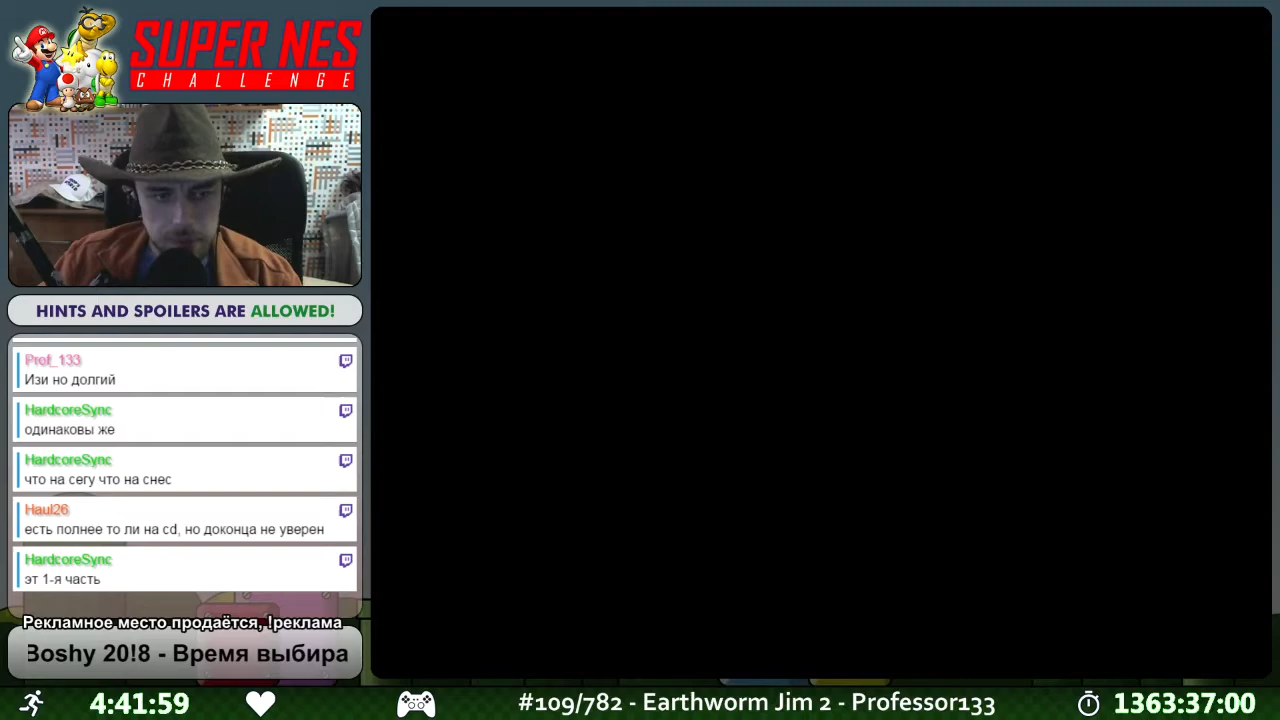 SUPER NES
CHALLENGE
HINTS AND SPOILERS ARE ALLOWED!
Prof_133
Изи но долгий
HardcoreSync
одинаковы же
HardcoreSync
что на сегу что на снес
Haul26
есть полнее то ли на cd, но доконца не уверен
HardcoreSync
эт 1-я часть
Рекламное место продаётся, !реклама
Boshy 20!8 - Время выбира
4:41:59
#109/782 - Earthworm Jim 2 - Professor133
1363:37:00